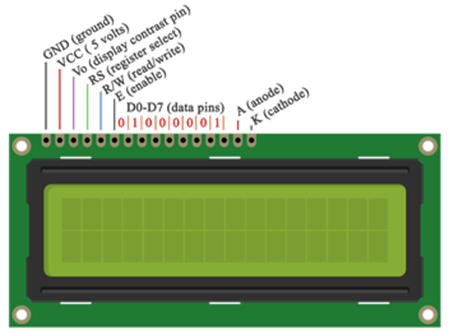 GND (ground)
VCC ( 5 volts)
Vo (display contrast pin)
RS (register select)
R/W (read/write)
E (enable)
D0-D7 (data pins)
0|1|0|0|0|0|0|1|
A (anode)
K (cathode)